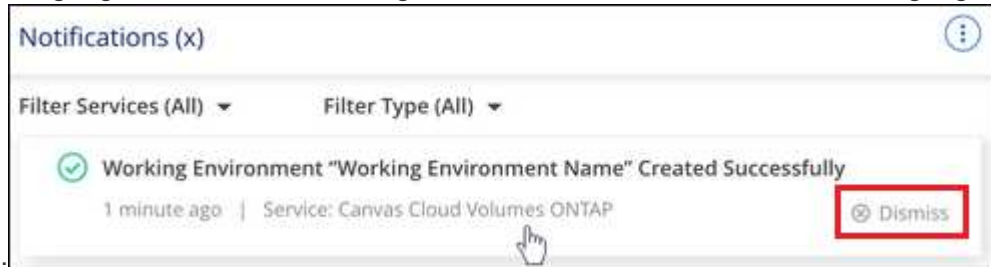 Notifications (x)
Filter Services (All) Filter Type (All)
Working Environment “Working Environment Name” Created Successfully
1 minute ago | Service: Canvas Cloud Volumes ONTAP Dismiss
.